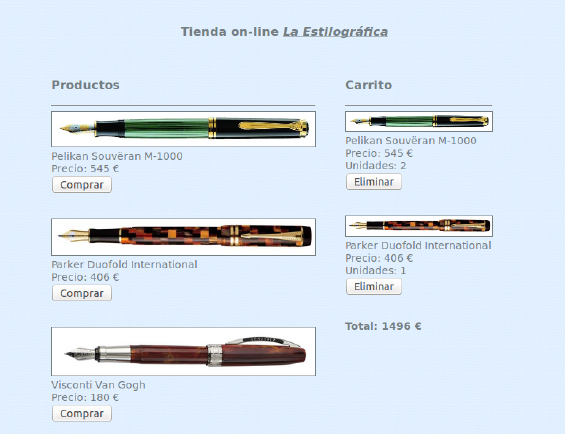 Tienda on-line La Estilográfica
Productos
Pelikan Souvëran M-1000
Precio: 545 €
Comprar
Parker Duofold International
Precio: 406 €
Comprar
Visconti Van Gogh
Precio: 180 €
Comprar
Carrito
Pelikan Souvëran M-1000
Precio: 545 €
Unidades: 2
Eliminar
Parker Duofold International
Precio: 406 €
Unidades: 1
Eliminar
Total: 1496 €